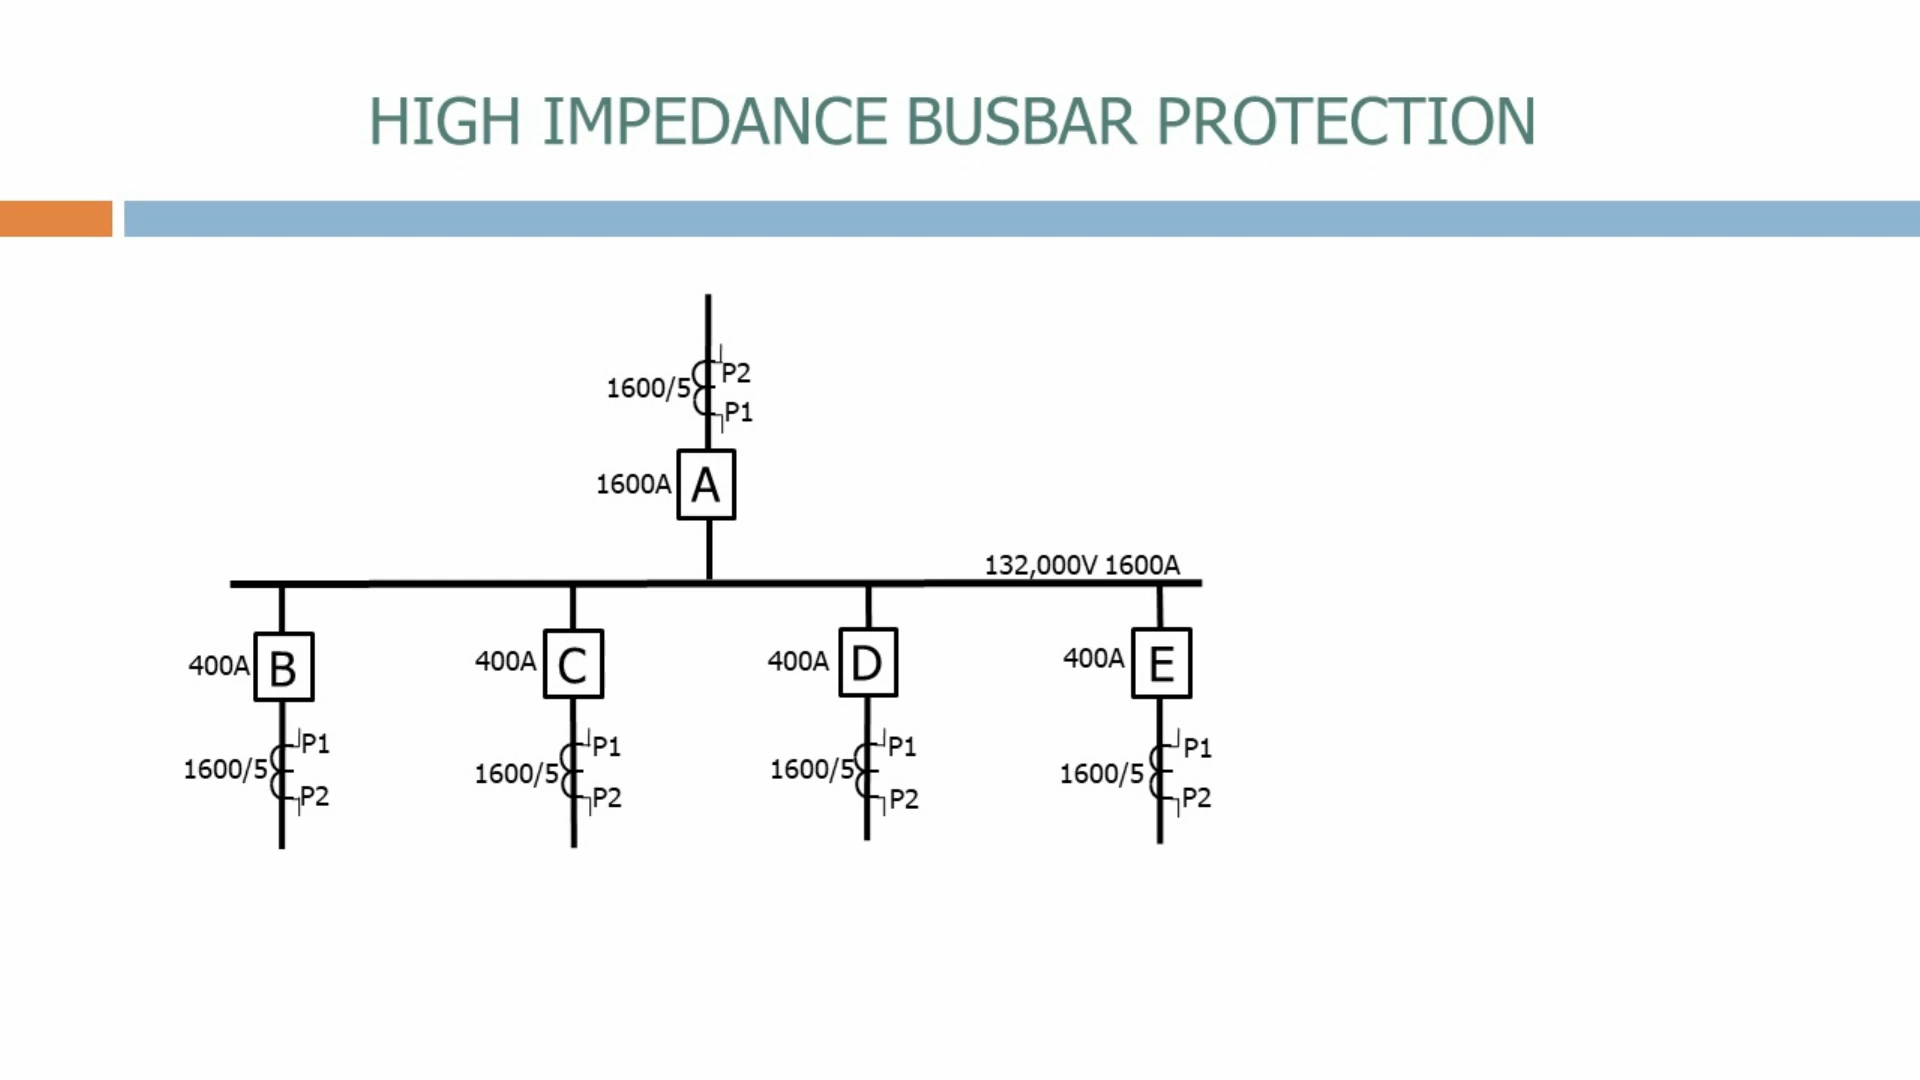 HIGH IMPEDANCE BUSBAR PROTECTION
1600/5
P2
P1
1600A
A
132,000V 1600A
400A
B
400A
C
400A
D
400A
E
1600/5
P1
P2
1600/5
P1
P2
1600/5
P1
P2
1600/5
P1
P2